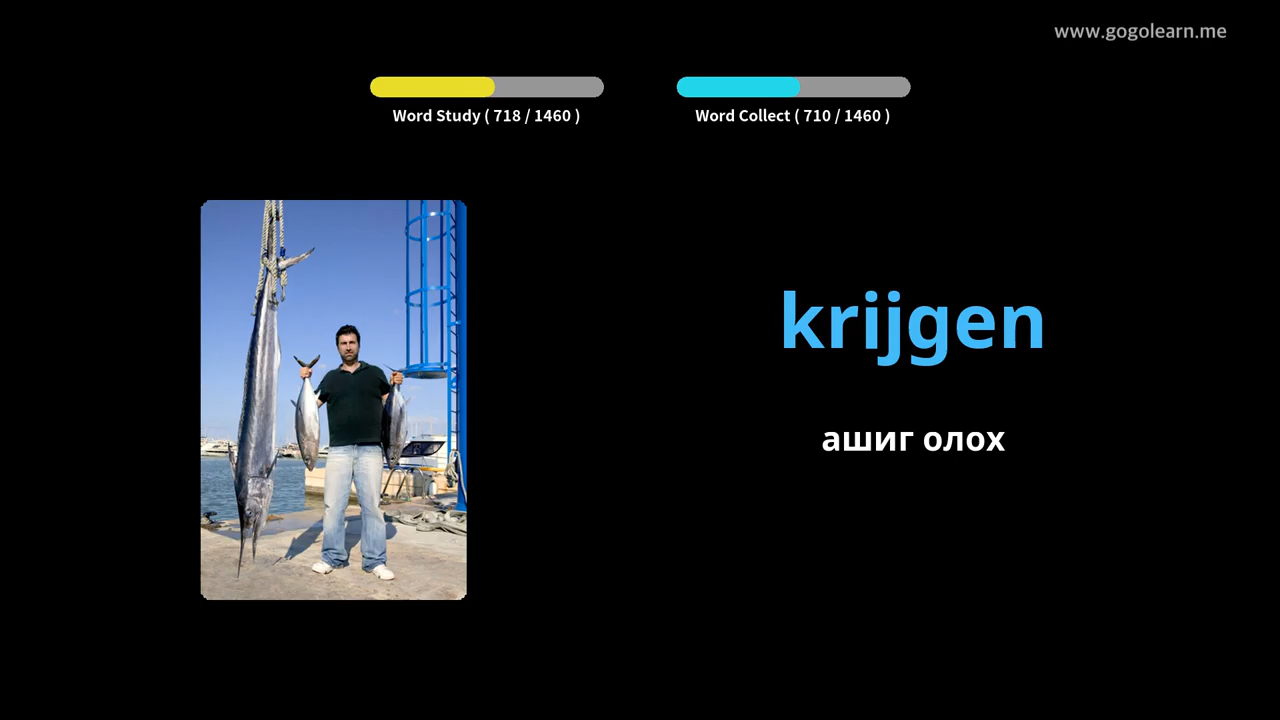 www.gogolearn.me
Word Study ( 718 / 1460 )
Word Collect ( 710 / 1460 )
krijgen
ашиг олох